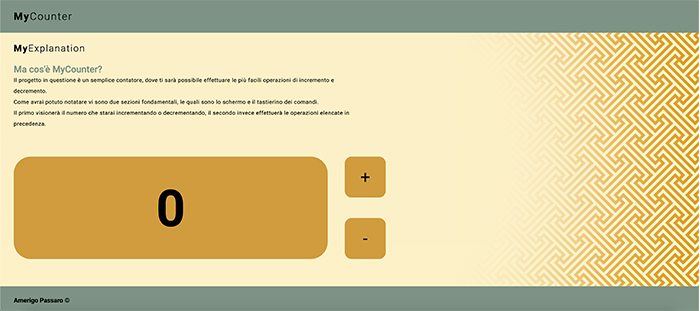 MyCounter
MyExplanation
Ma cos'è MyCounter?
Il progetto in questione è un semplice contatore, dove ti sarà possibile effettuare le più facili operazioni di incremento e
decremento.
Come avrai potuto notatare vi sono due sezioni fondamentali, le quali sono lo schermo e il tastierino dei comandi.
Il primo visionerà il numero che starai incrementando o decrementando, il secondo invece effettuerà le operazioni elencate in
precedenza.
0
+
-
Amerigo Passaro ©